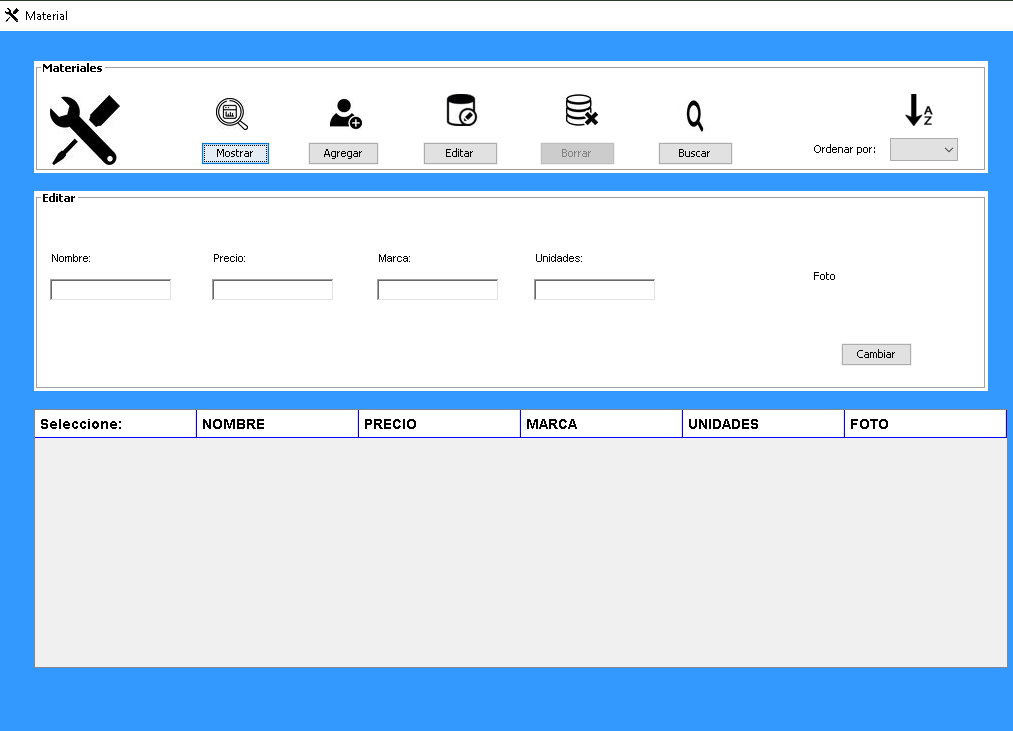 Material
Materiales
Mostrar
Agregar
Editar
Borrar
Buscar
Ordenar por:
A
Z
Editar
Nombre:
Precio:
Marca:
Unidades:
Foto
Cambiar
Seleccione: NOMBRE PRECIO MARCA UNIDADES FOTO